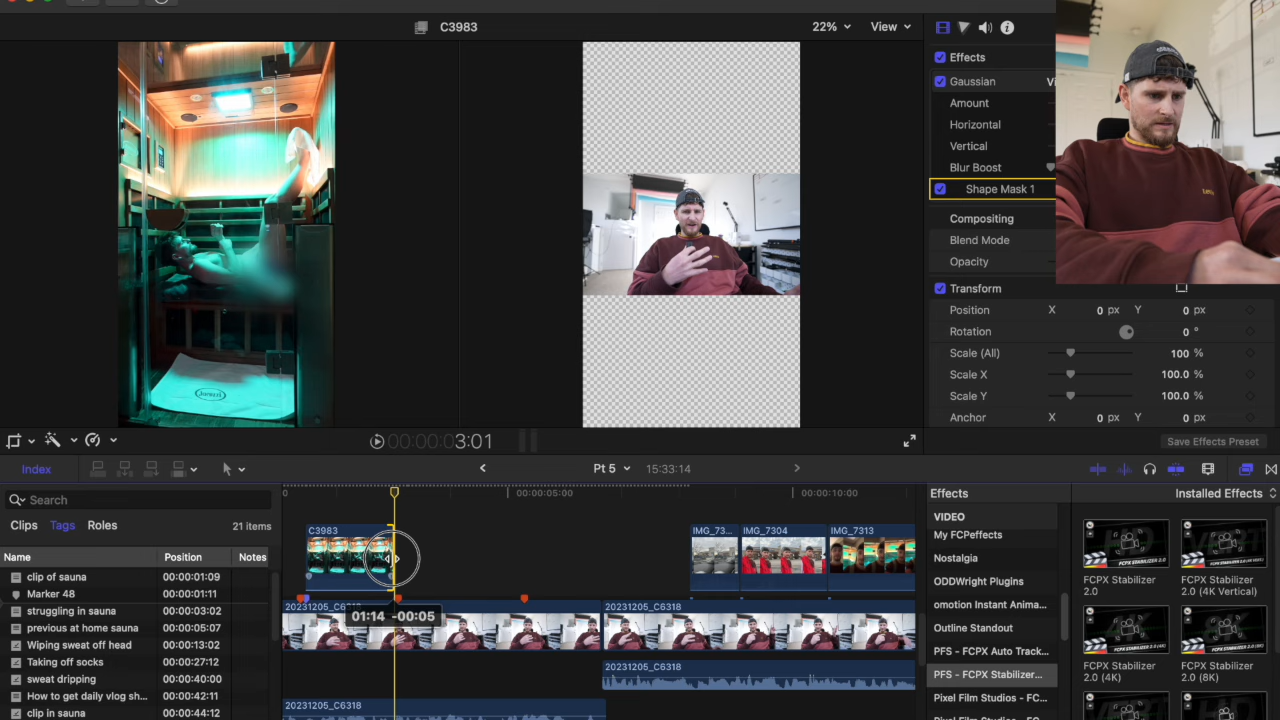 C3983
22%
View
Effects
Gaussian
Vi
Amount
Horizontal
Vertical
Blur Boost
Shape Mask 1
Compositing
Blend Mode
Opacity
Transform
Position X 0 px Y 0 px
Rotation 0 °
Scale (All) 100 %
Scale X 100.0 %
Scale Y 100.0 %
Anchor X 0 px Y 0 px
00:00:03:01
Save Effects Preset
Index
Pt 5
15:33:14
Search
Clips Tags Roles 21 items
Name Position Notes
clip of sauna 00:00:01:09
Marker 48 00:00:01:11
struggling in sauna 00:00:03:02
previous at home sauna 00:00:05:07
Wiping sweat off head 00:00:13:02
Taking off socks 00:00:27:12
sweat dripping 00:00:40:00
How to get daily vlog sh... 00:00:42:11
clip in sauna 00:00:44:12
0
00:00:05:00
00:00:10:00
C3983
IMG_73...
IMG_7304
IMG_7313
20231205_C6318
20231205_C6318
01:14 -00:05
20231205_C6318
20231205_C6318
Effects
Installed Effects
VIDEO
My FCPeffects
Nostalgia
ODDWright Plugins
omotion Instant Anima...
Outline Standout
PFS - FCPX Auto Track...
PFS - FCPX Stabilizer...
Pixel Film Studios - FC...
FCPX STABILIZER
FCPX Stabilizer
2.0
FCPX Stabilizer
2.0 (4K Vertical)
FCPX Stabilizer
2.0 (4K)
FCPX Stabilizer
2.0 (8K)